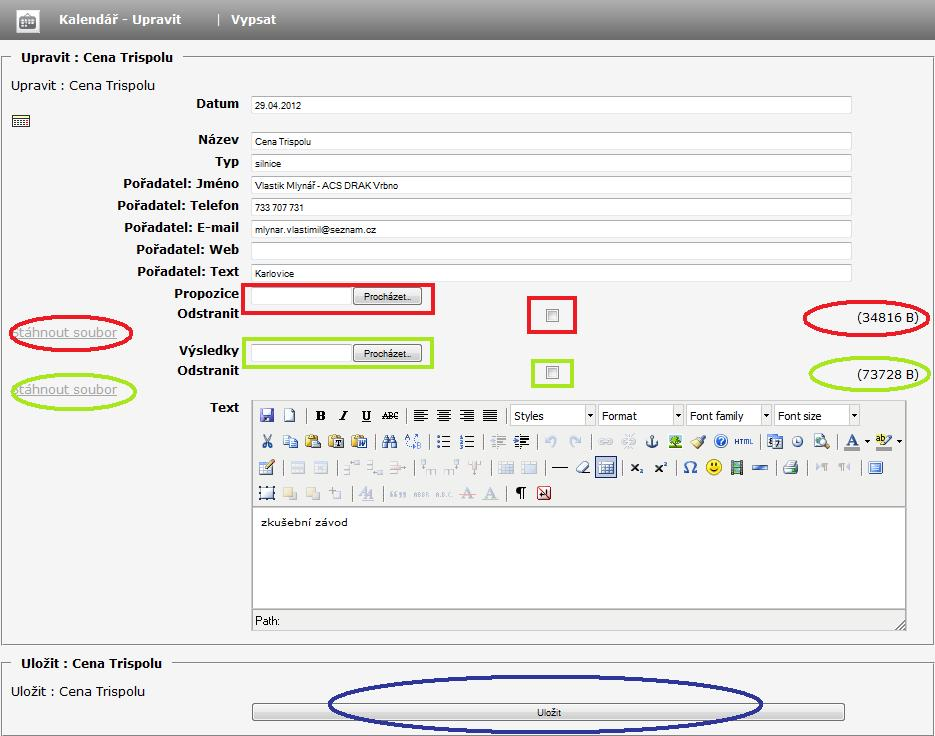 Kalendář - Upravit | Vypsat
Upravit : Cena Trispolu
Upravit : Cena Trispolu
Datum 29.04.2012
Název Cena Trispolu
Typ silnice
Pořadatel: Jméno Vlastik Mlynář - ACS DRAK Vrbno
Pořadatel: Telefon 733 707 731
Pořadatel: E-mail mlynar.vlastimil@seznam.cz
Pořadatel: Web
Pořadatel: Text Karlovice
Propozice Procházet...
Odstranit (34816 B)
Stáhnout soubor
Výsledky Procházet...
Odstranit (73728 B)
Stáhnout soubor
Text
B I U ABC Styles Format Font family Font size
HTML
zkušební závod
Path:
Uložit : Cena Trispolu
Uložit : Cena Trispolu
Uložit